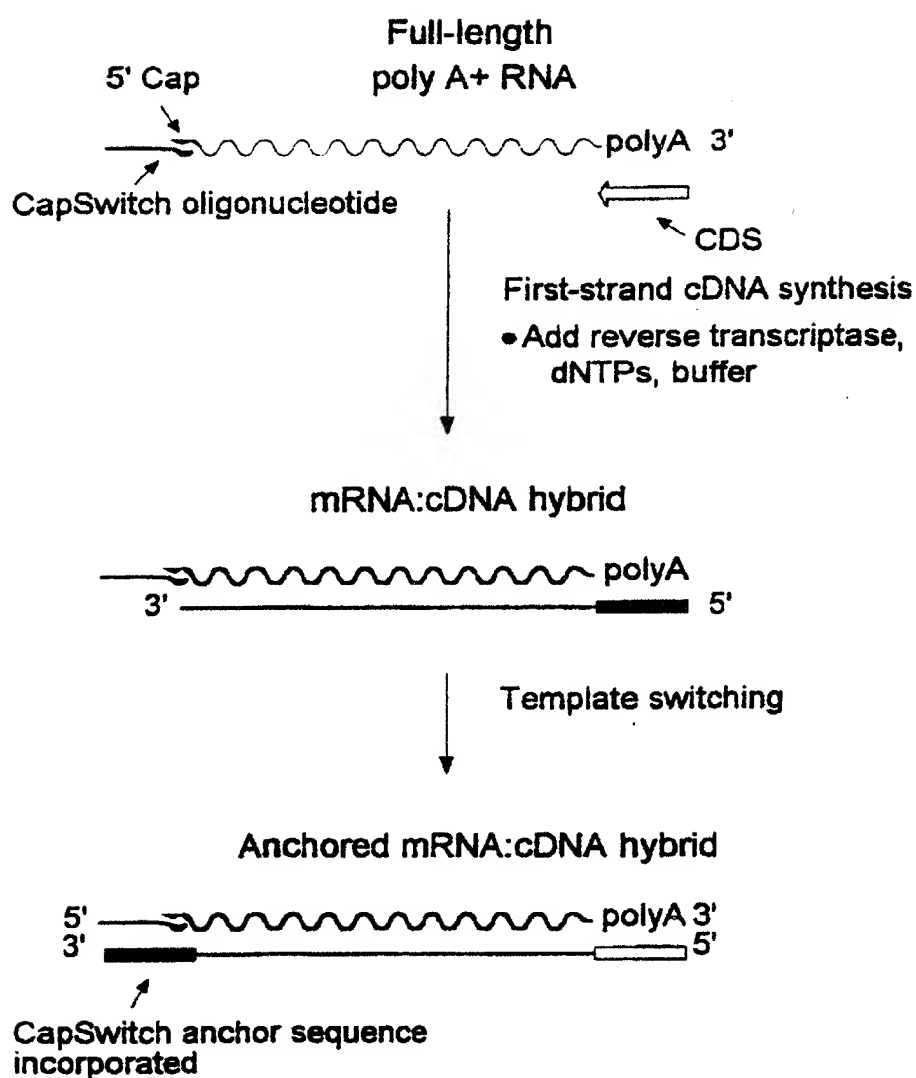 Full-length
poly A+ RNA
5' Cap
polyA 3'
CapSwitch oligonucleotide
CDS
First-strand cDNA synthesis
•Add reverse transcriptase,
dNTPs, buffer
mRNA:cDNA hybrid
polyA
3' 5'
Template switching
Anchored mRNA:cDNA hybrid
5' polyA 3'
3' 5'
CapSwitch anchor sequence
incorporated